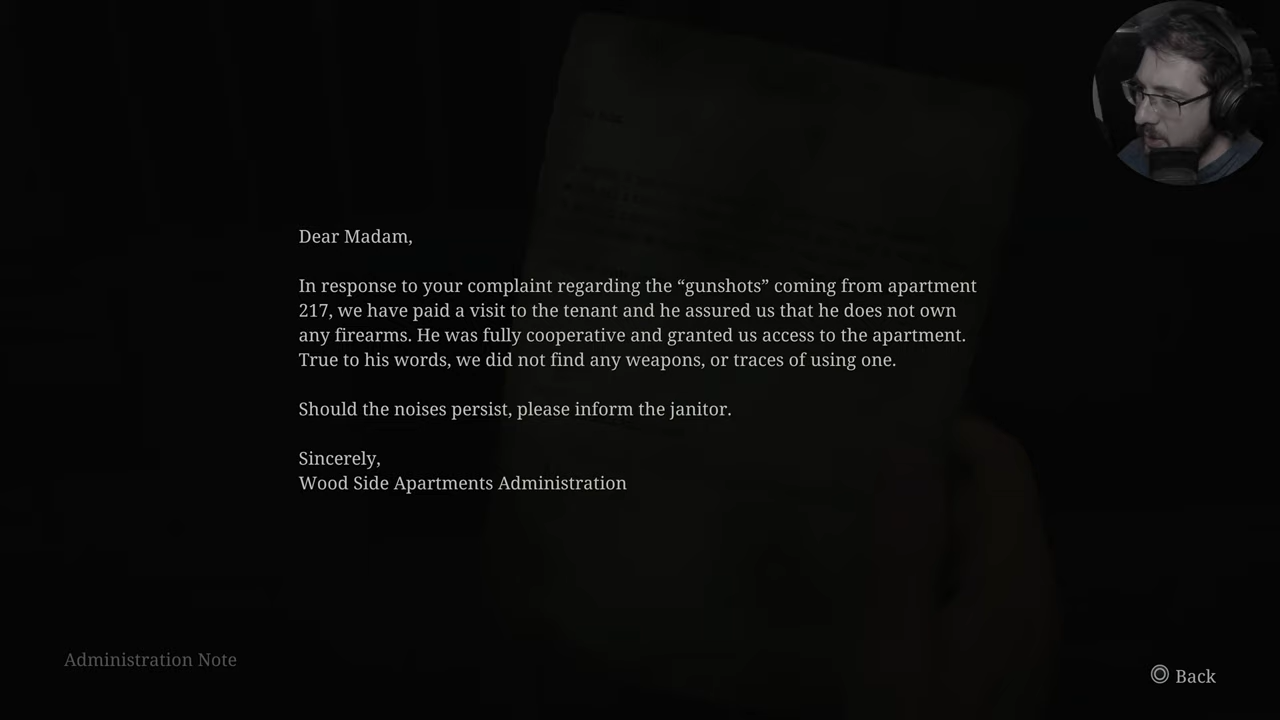 Dear Madam,
In response to your complaint regarding the “gunshots” coming from apartment
217, we have paid a visit to the tenant and he assured us that he does not own
any firearms. He was fully cooperative and granted us access to the apartment.
True to his words, we did not find any weapons, or traces of using one.
Should the noises persist, please inform the janitor.
Sincerely,
Wood Side Apartments Administration
Administration Note
Back